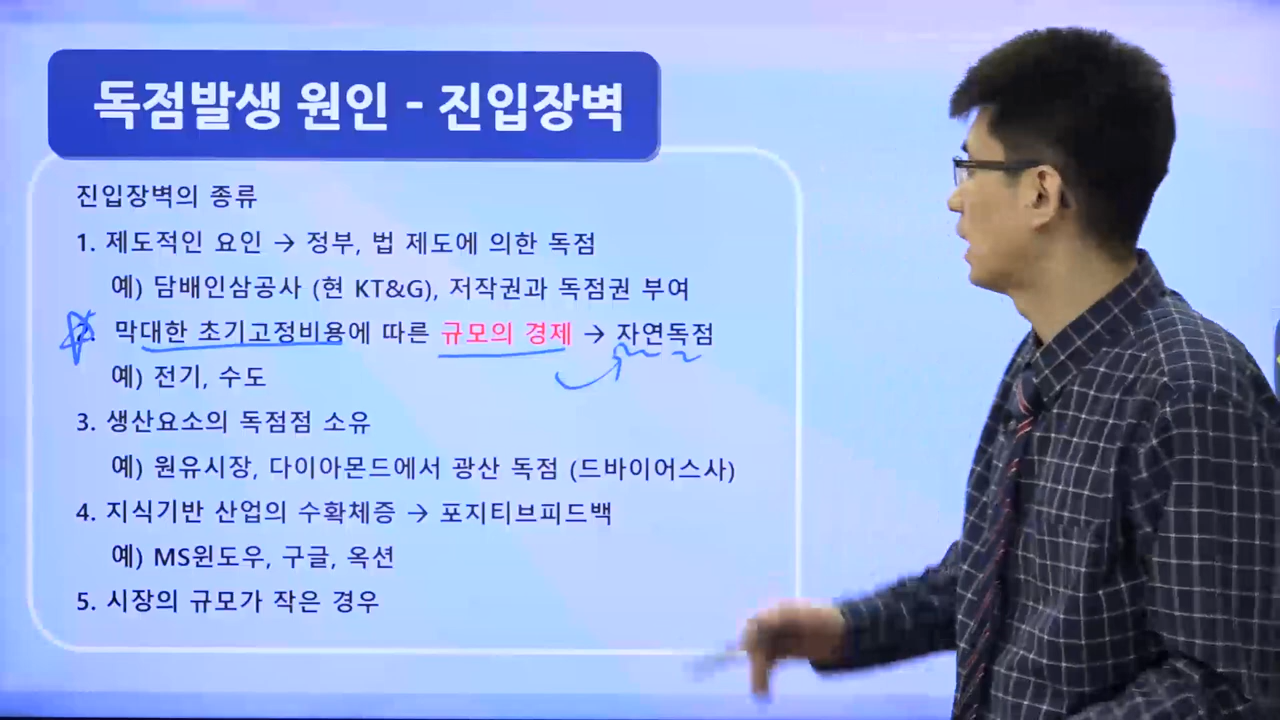 독점발생 원인 - 진입장벽
진입장벽의 종류
1. 제도적인 요인 → 정부, 법 제도에 의한 독점
예) 담배인삼공사 (현 KT&G), 저작권과 독점권 부여
2. 막대한 초기고정비용에 따른 규모의 경제 → 자연독점
예) 전기, 수도
3. 생산요소의 독점점 소유
예) 원유시장, 다이아몬드에서 광산 독점 (드바이어스사)
4. 지식기반 산업의 수확체증 → 포지티브피드백
예) MS윈도우, 구글, 옥션
5. 시장의 규모가 작은 경우